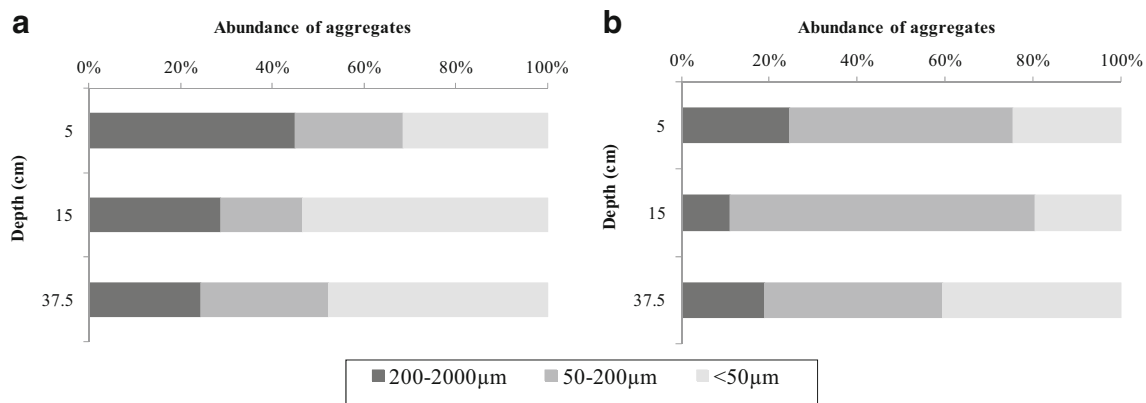 a
Abundance of aggregates
0% 20% 40% 60% 80% 100%
Depth (cm)
5
15
37.5
b
Abundance of aggregates
0% 20% 40% 60% 80% 100%
Depth (cm)
5
15
37.5
200-2000µm 50-200µm <50µm